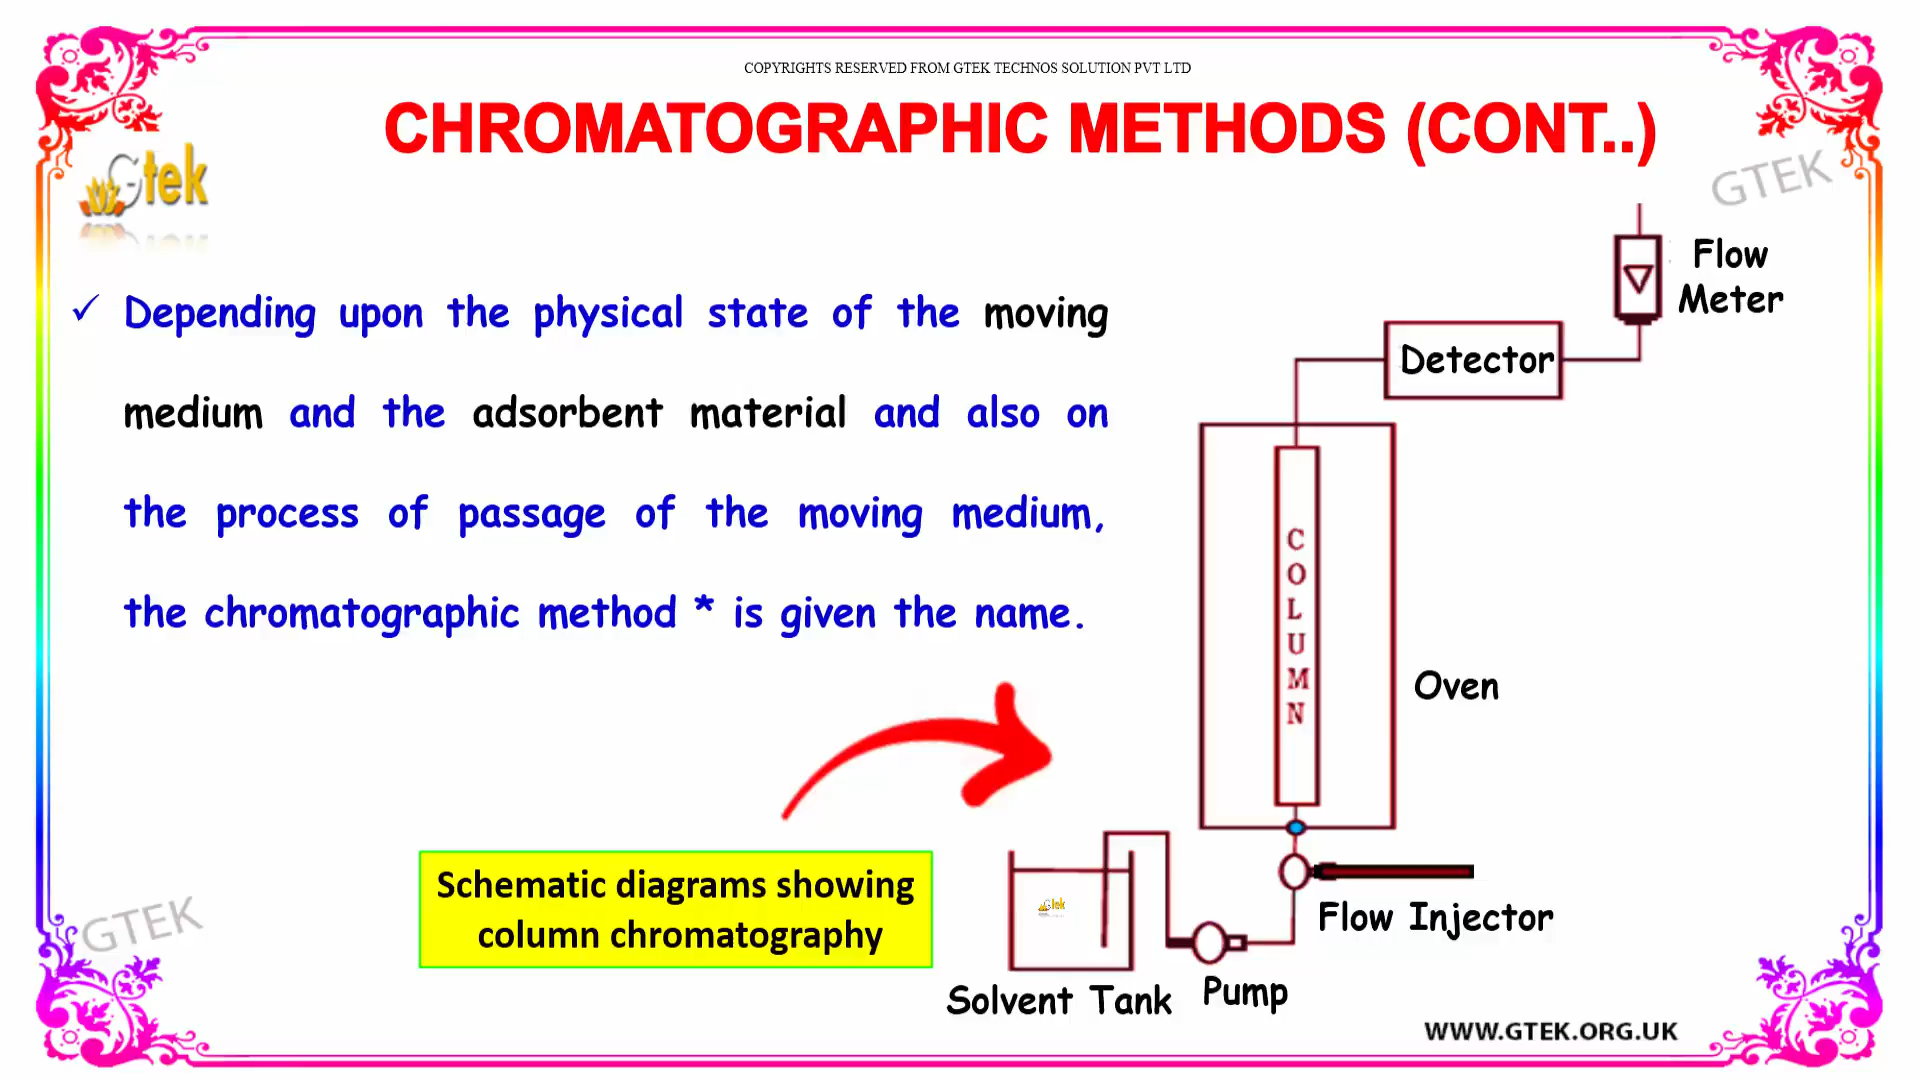 COPYRIGHTS RESERVED FROM GTEK TECHNOS SOLUTION PVT LTD
CHROMATOGRAPHIC METHODS (CONT..)
Gtek
GTEK
✓ Depending upon the physical state of the moving
medium and the adsorbent material and also on
the process of passage of the moving medium,
the chromatographic method * is given the name.
Flow
Meter
Detector
COLUMN
Oven
Schematic diagrams showing
column chromatography
Gtek
Flow Injector
Solvent Tank
Pump
GTEK
WWW.GTEK.ORG.UK